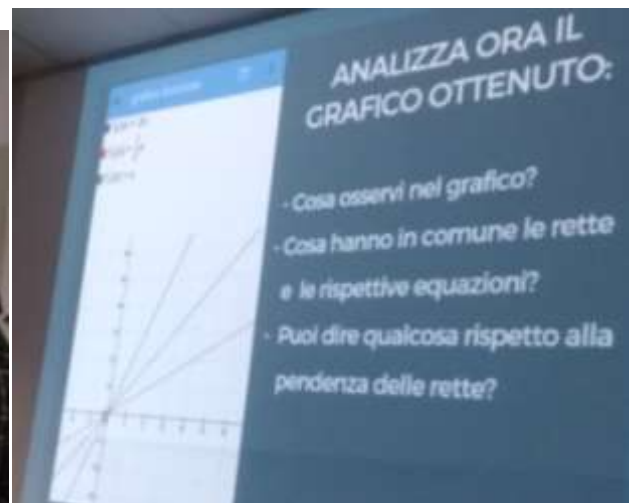 ANALIZZA ORA IL
GRAFICO OTTENUTO:
- Cosa osservi nel grafico?
- Cosa hanno in comune le rette
e le rispettive equazioni?
- Puoi dire qualcosa rispetto alla
pendenza delle rette?